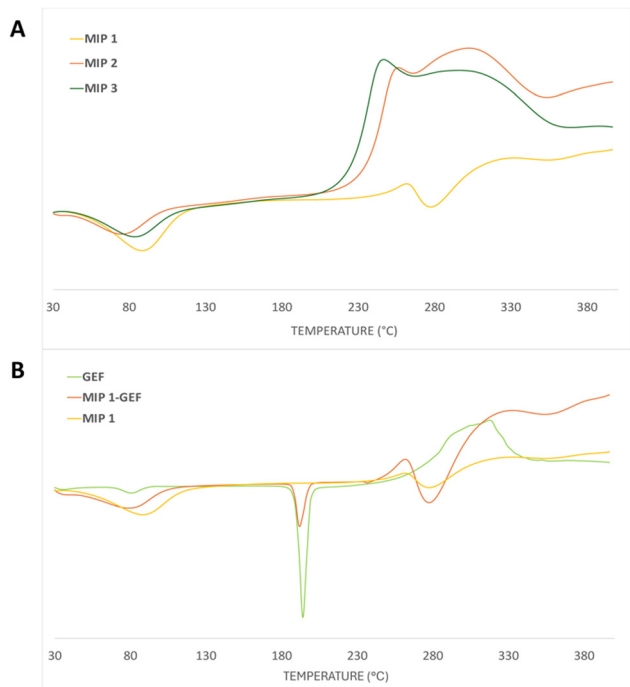 A
MIP 1
MIP 2
MIP 3
30 80 130 180 230 280 330 380
TEMPERATURE (°C)
B
GEF
MIP 1-GEF
MIP 1
30 80 130 180 230 280 330 380
TEMPERATURE (°C)